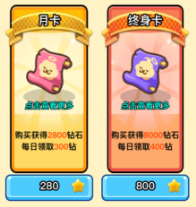 月卡
终身卡
点击查看更多
点击查看更多
购买获得2800钻石
每日领取300钻
购买获得8000钻石
每日领取400钻
280
800